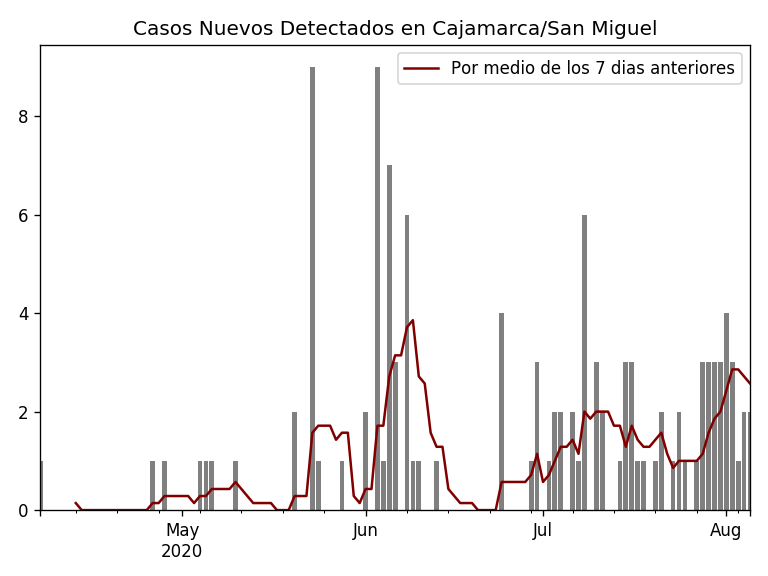 Casos Nuevos Detectados en Cajamarca/San Miguel
Por medio de los 7 dias anteriores
8
6
4
2
0
May Jun Jul Aug
2020